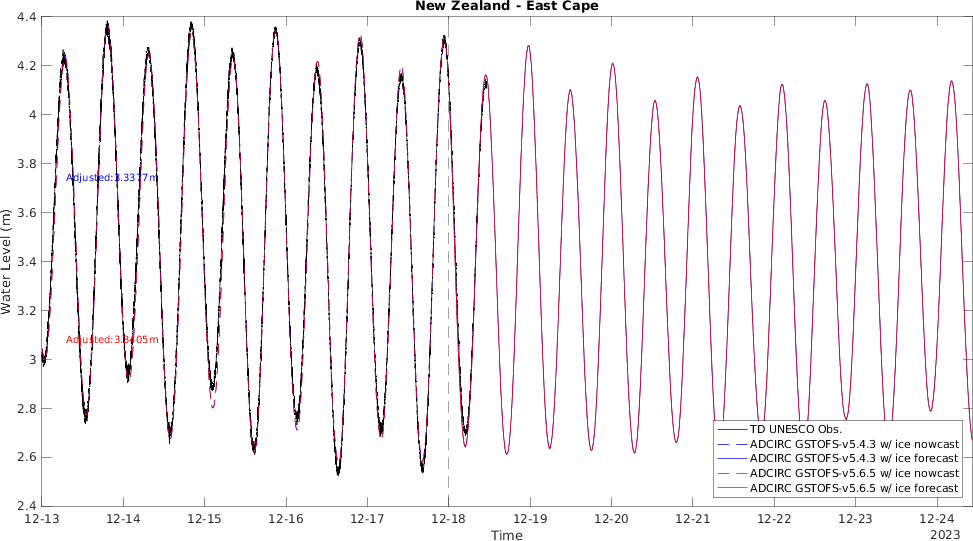 New Zealand - East Cape
4.4
4.2
4
3.8
3.6
3.4
3.2
3
2.8
2.6
2.4
Water Level (m)
Adjusted:3.3377m
Adjusted:3.3405m
TD UNESCO Obs.
ADCIRC GSTOFS-v5.4.3 w/ ice nowcast
ADCIRC GSTOFS-v5.4.3 w/ ice forecast
ADCIRC GSTOFS-v5.6.5 w/ ice nowcast
ADCIRC GSTOFS-v5.6.5 w/ ice forecast
12-13 12-14 12-15 12-16 12-17 12-18 12-19 12-20 12-21 12-22 12-23 12-24
Time
2023